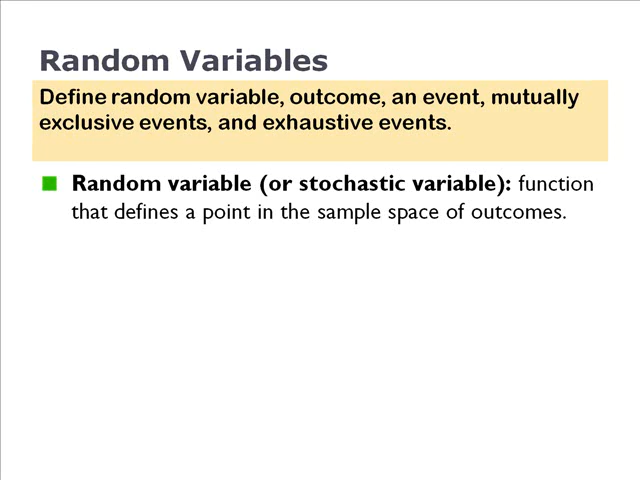 Random Variables
Define random variable, outcome, an event, mutually
exclusive events, and exhaustive events.
Random variable (or stochastic variable): function
that defines a point in the sample space of outcomes.